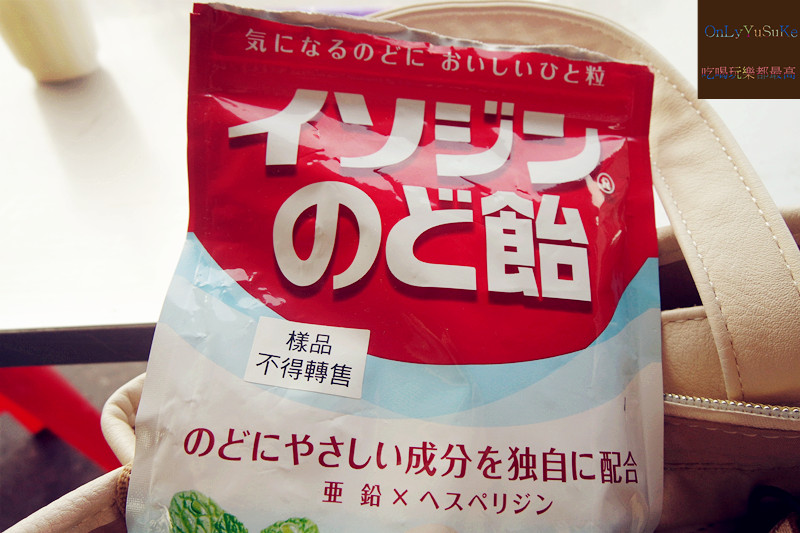 OnLyYuSuKe
吃喝玩樂都最高
気になるのどに おいしいひと粒
イソジン®
のど飴
樣品
不得轉售
のどにやさしい成分を独自に配合
亜鉛×ヘスペリジン